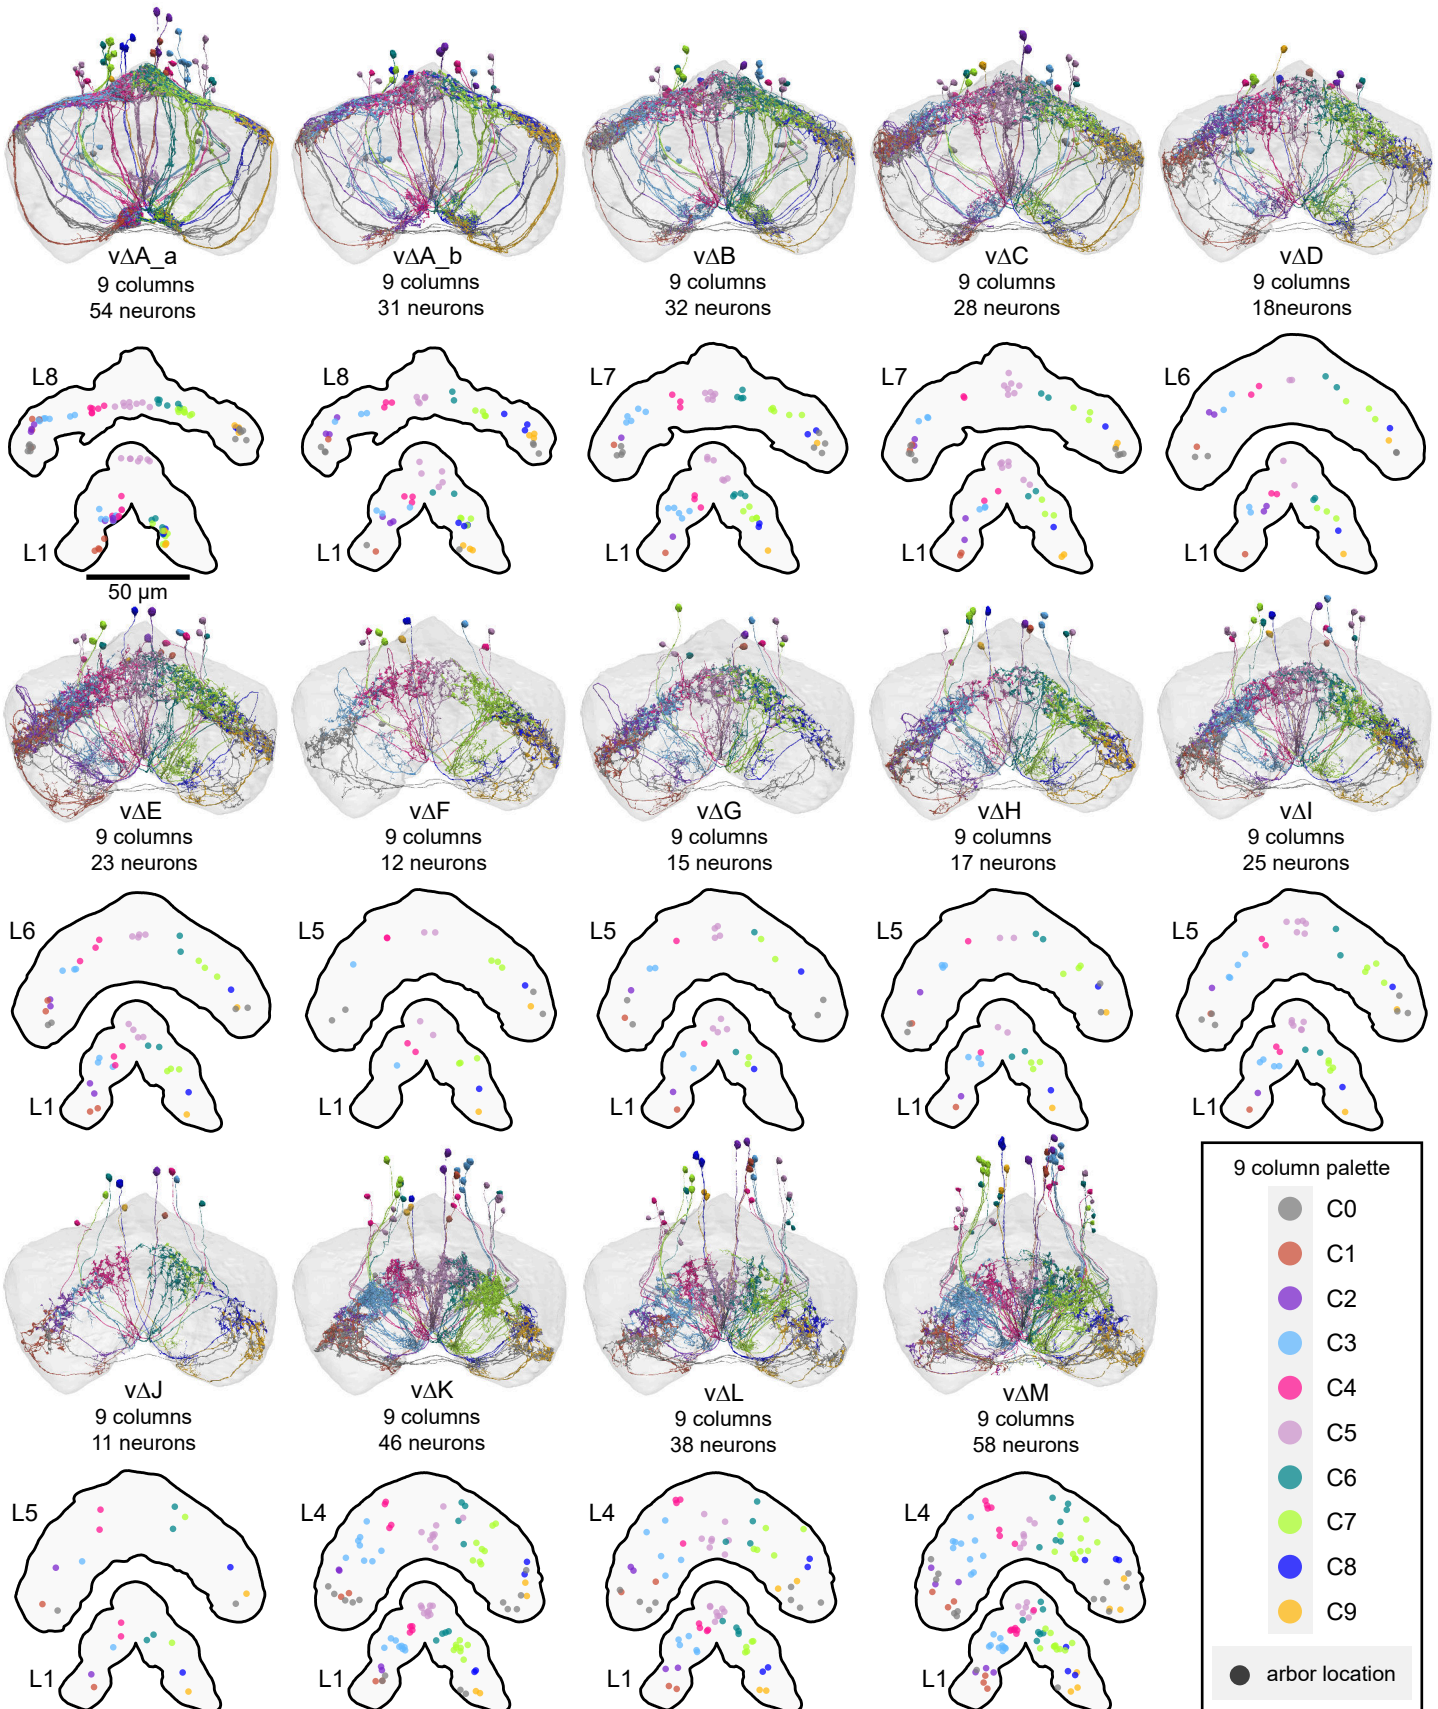 vΔA_a
9 columns
54 neurons
vΔA_b
9 columns
31 neurons
vΔB
9 columns
32 neurons
vΔC
9 columns
28 neurons
vΔD
9 columns
18neurons
L8
L1
L8
L1
L7
L1
L7
L1
L6
L1
50 µm
vΔE
9 columns
23 neurons
vΔF
9 columns
12 neurons
vΔG
9 columns
15 neurons
vΔH
9 columns
17 neurons
vΔI
9 columns
25 neurons
L6
L1
L5
L1
L5
L1
L5
L1
L5
L1
vΔJ
9 columns
11 neurons
vΔK
9 columns
46 neurons
vΔL
9 columns
38 neurons
vΔM
9 columns
58 neurons
L5
L1
L4
L1
L4
L1
L4
L1
9 column palette
C0
C1
C2
C3
C4
C5
C6
C7
C8
C9
arbor location